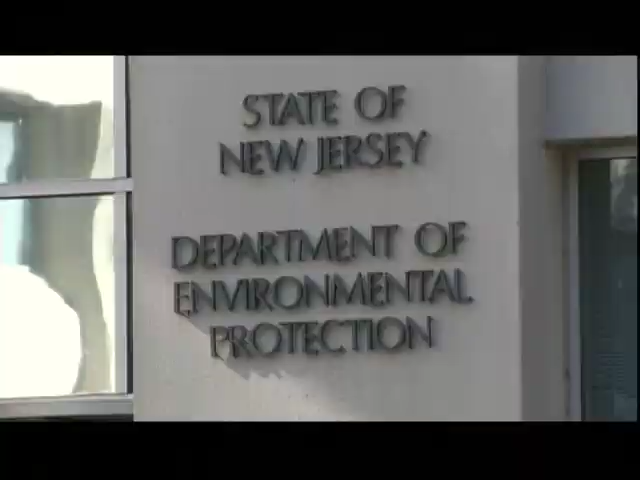 STATE OF
NEW JERSEY
DEPARTMENT OF
ENVIRONMENTAL
PROTECTION